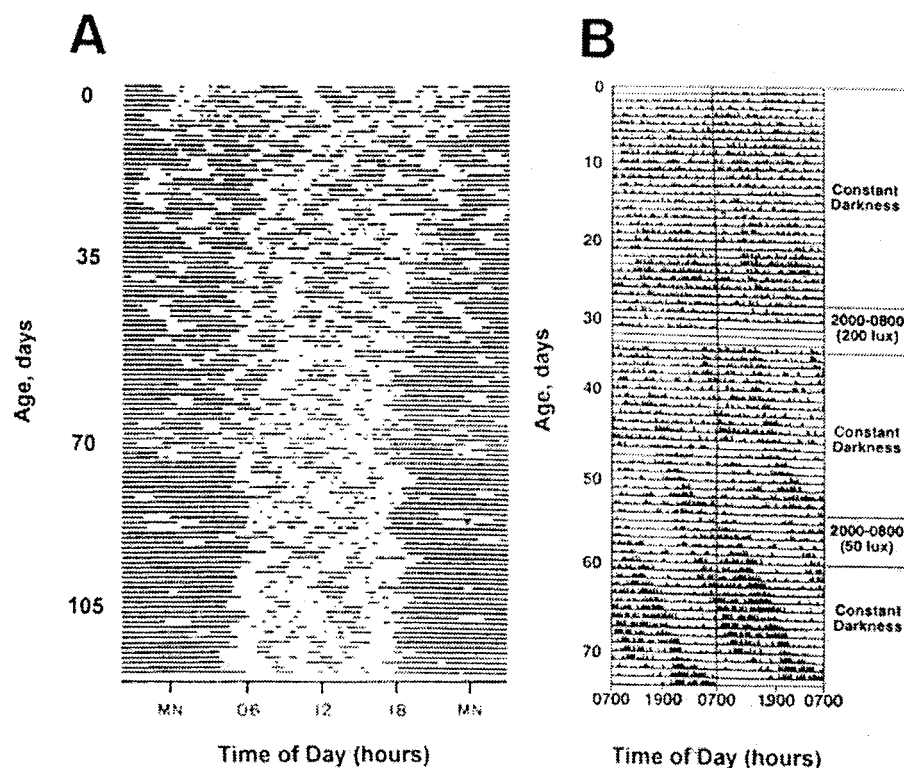 A
B
0
35
70
105
Age, days
MN
06
12
18
MN
Time of Day (hours)
0
10
20
30
40
50
60
70
Age, days
Constant
Darkness
2000-0800
(200 lux)
Constant
Darkness
2000-0800
(50 lux)
Constant
Darkness
0700
1900
0700
1900
0700
Time of Day (hours)